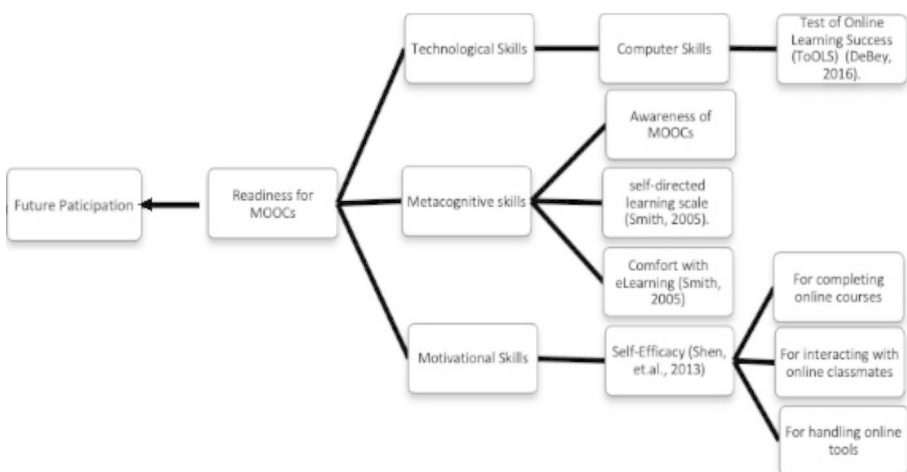 Test of Online
Learning Success
(ToOLS) (DeBey,
2016).
Technological Skills
Computer Skills
Awareness of
MOOCs
Future Paticipation
Readiness for
MOOCs
Metacognitive skills
self-directed
learning scale
(Smith, 2005).
Comfort with
eLearning (Smith,
2005)
Motivational Skills
Self-Efficacy (Shen,
et.al., 2013)
For completing
online courses
For interacting with
online classmates
For handling online
tools